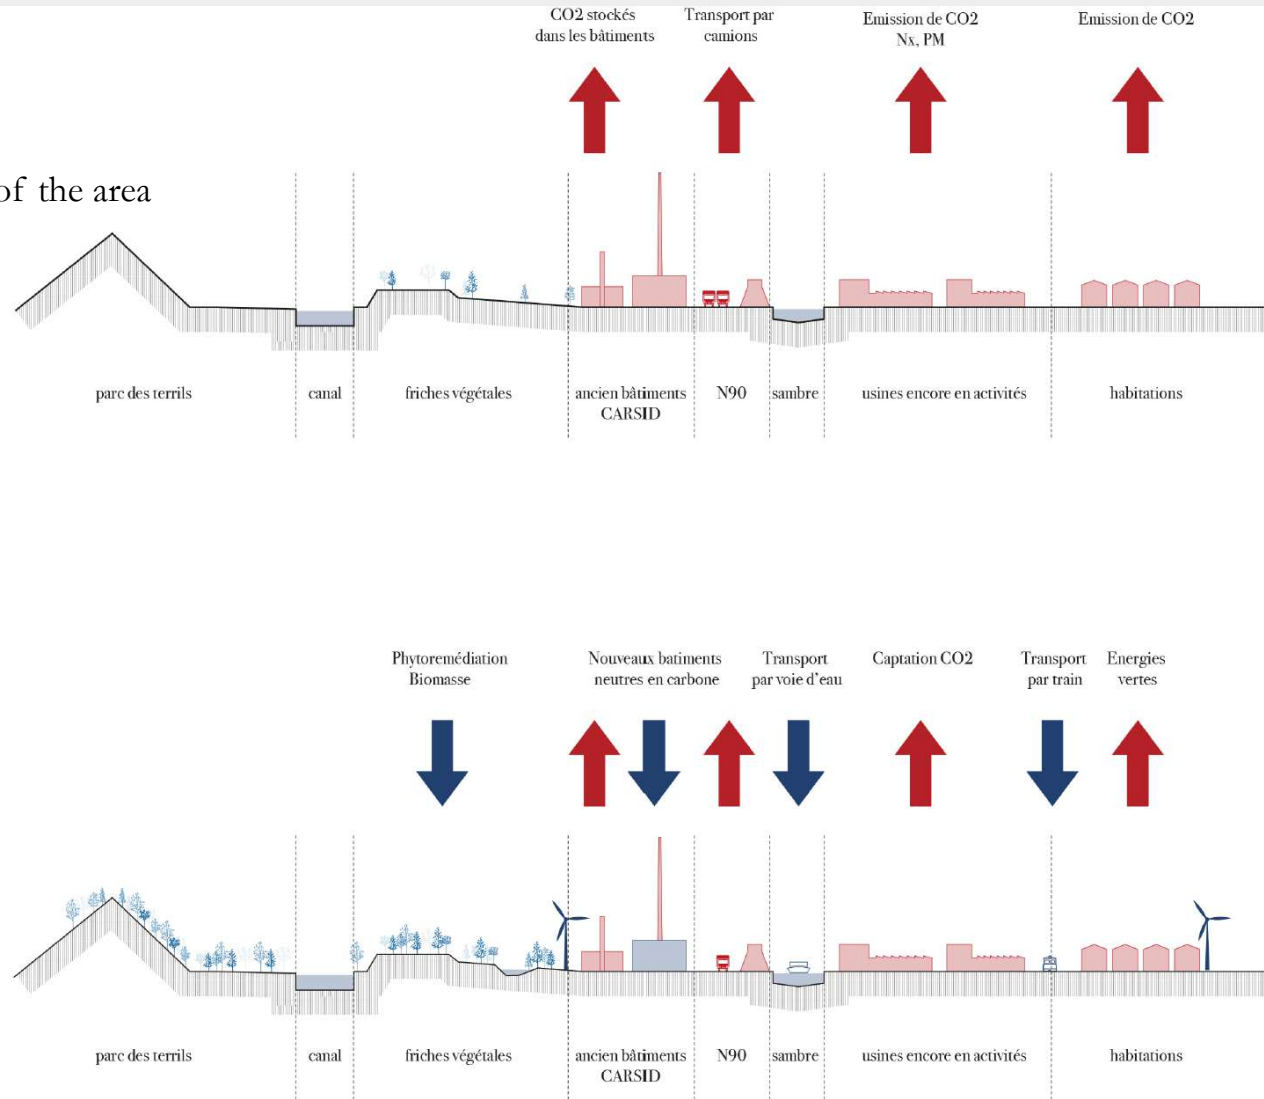 CO2 stockés
dans les bâtiments
Transport par
camions
Emission de CO2
Nx, PM
Emission de CO2
of the area
parc des terrils
canal
friches végétales
ancien bâtiments
CARSID
N90
sambre
usines encore en activités
habitations
Phytoremédiation
Biomasse
Nouveaux batiments
neutres en carbone
Transport
par voie d'eau
Captation CO2
Transport
par train
Energies
vertes
parc des terrils
canal
friches végétales
ancien bâtiments
CARSID
N90
sambre
usines encore en activités
habitations